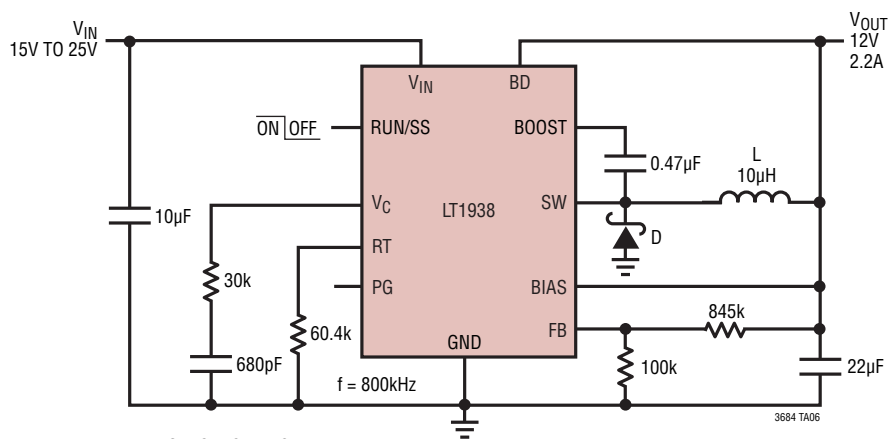 VIN
15V TO 25V
VOUT
12V
2.2A
VIN
BD
ON OFF
RUN/SS
BOOST
0.47µF
L
10µH
10µF
VC
LT1938
SW
D
RT
30k
PG
BIAS
845k
60.4k
FB
GND
680pF
f = 800kHz
100k
22µF
3684 TA06